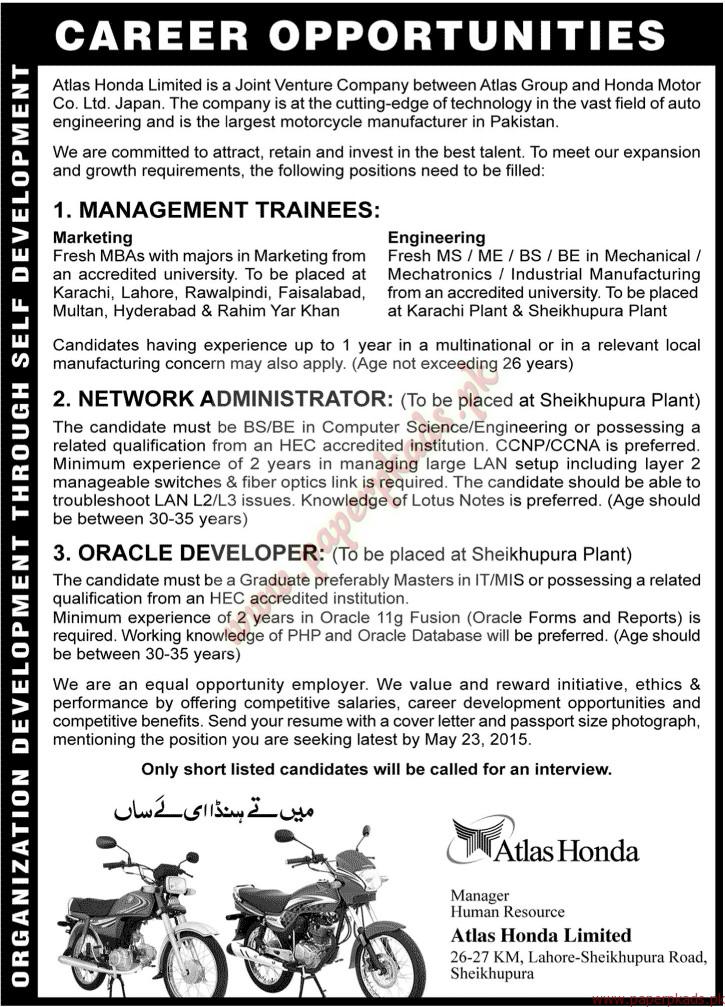 CAREER OPPORTUNITIES
ORGANIZATION DEVELOPMENT THROUGH SELF DEVELOPMENT
Atlas Honda Limited is a Joint Venture Company between Atlas Group and Honda Motor
Co. Ltd. Japan. The company is at the cutting-edge of technology in the vast field of auto
engineering and is the largest motorcycle manufacturer in Pakistan.
We are committed to attract, retain and invest in the best talent. To meet our expansion
and growth requirements, the following positions need to be filled:
1. MANAGEMENT TRAINEES:
Marketing
Fresh MBAs with majors in Marketing from
an accredited university. To be placed at
Karachi, Lahore, Rawalpindi, Faisalabad,
Multan, Hyderabad & Rahim Yar Khan
Engineering
Fresh MS / ME / BS / BE in Mechanical /
Mechatronics / Industrial Manufacturing
from an accredited university. To be placed
at Karachi Plant & Sheikhupura Plant
Candidates having experience up to 1 year in a multinational or in a relevant local
manufacturing concern may also apply. (Age not exceeding 26 years)
2. NETWORK ADMINISTRATOR: (To be placed at Sheikhupura Plant)
The candidate must be BS/BE in Computer Science/Engineering or possessing a
related qualification from an HEC accredited institution. CCNP/CCNA is preferred.
Minimum experience of 2 years in managing large LAN setup including layer 2
manageable switches & fiber optics link is required. The candidate should be able to
troubleshoot LAN L2/L3 issues. Knowledge of Lotus Notes is preferred. (Age should
be between 30-35 years)
3. ORACLE DEVELOPER: (To be placed at Sheikhupura Plant)
The candidate must be a Graduate preferably Masters in IT/MIS or possessing a related
qualification from an HEC accredited institution.
Minimum experience of 2 years in Oracle 11g Fusion (Oracle Forms and Reports) is
required. Working knowledge of PHP and Oracle Database will be preferred. (Age should
be between 30-35 years)
We are an equal opportunity employer. We value and reward initiative, ethics &
performance by offering competitive salaries, career development opportunities and
competitive benefits. Send your resume with a cover letter and passport size photograph,
mentioning the position you are seeking latest by May 23, 2015.
Only short listed candidates will be called for an interview.
میں تے ہنڈا ای لے ساں
Atlas Honda
Manager
Human Resource
Atlas Honda Limited
26-27 KM, Lahore-Sheikhupura Road,
Sheikhupura
www.paperpkads.pk
www.paperpkads.pk